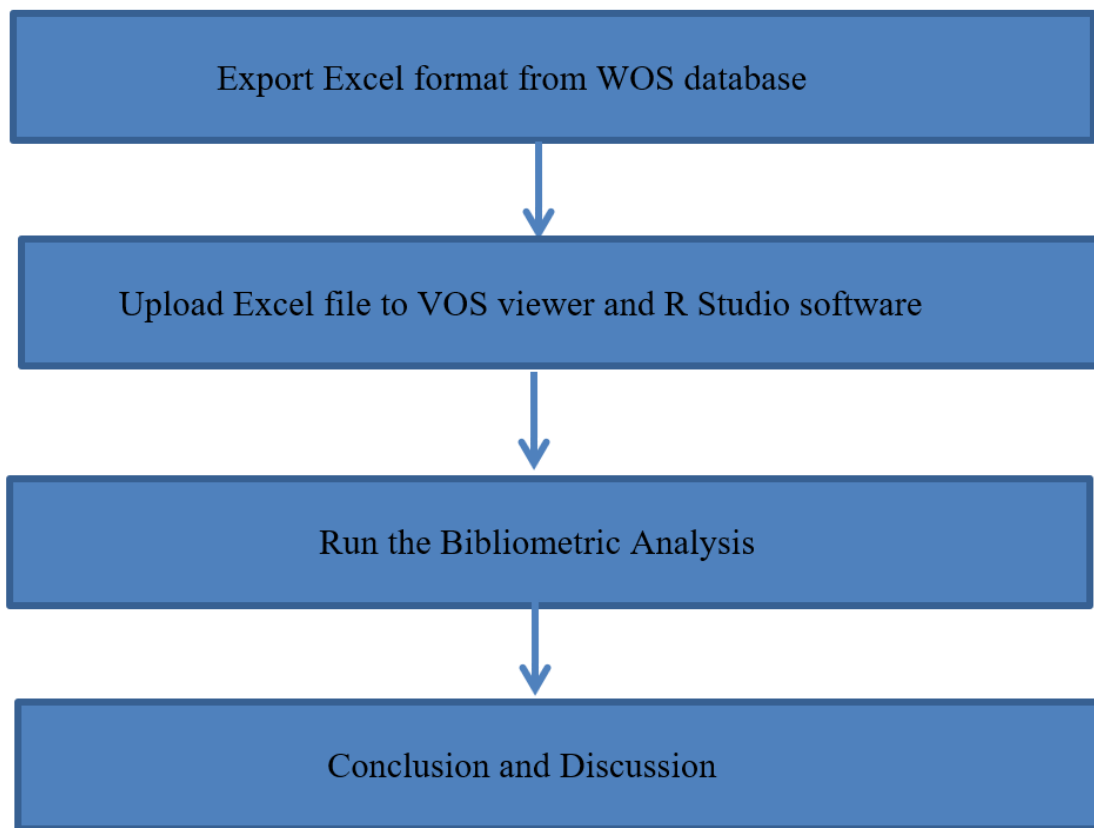 Export Excel format from WOS database
Upload Excel file to VOS viewer and R Studio software
Run the Bibliometric Analysis
Conclusion and Discussion